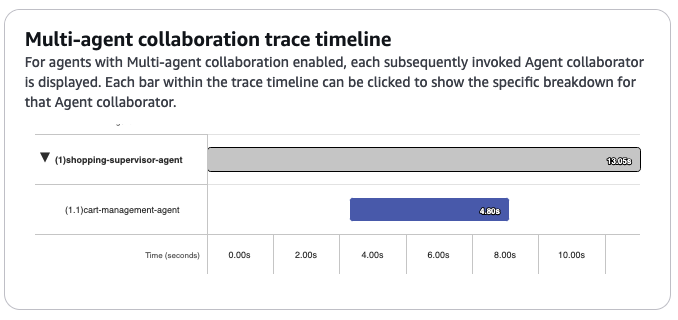 Multi-agent collaboration trace timeline
For agents with Multi-agent collaboration enabled, each subsequently invoked Agent collaborator
is displayed. Each bar within the trace timeline can be clicked to show the specific breakdown for
that Agent collaborator.
▼ (1)shopping-supervisor-agent 13.05s
(1.1)cart-management-agent 4.80s
Time (seconds) 0.00s 2.00s 4.00s 6.00s 8.00s 10.00s